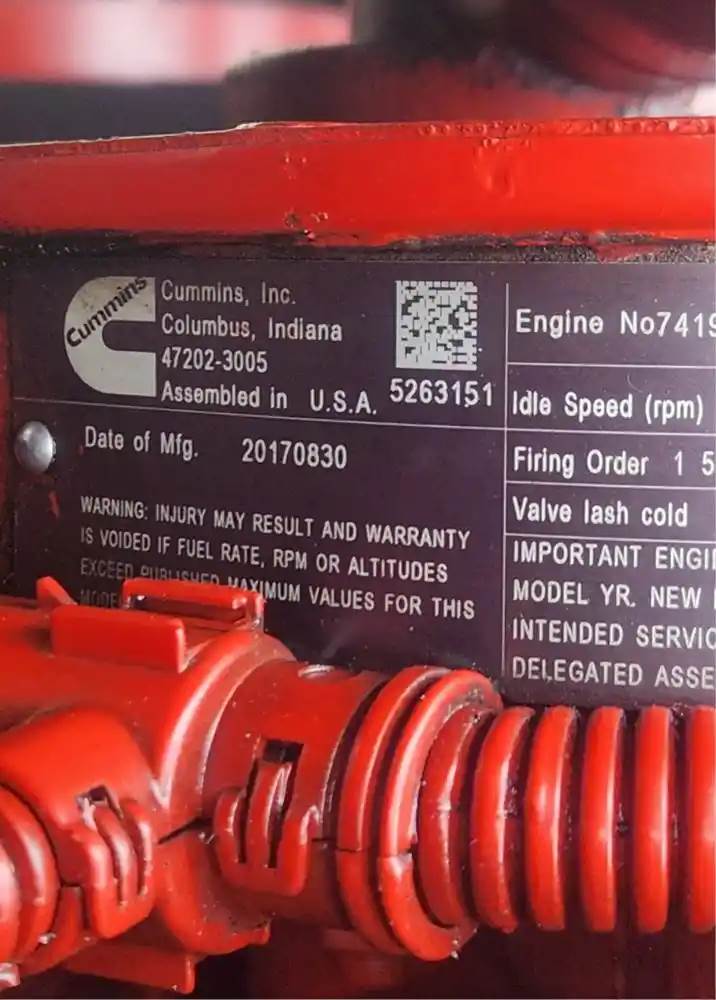 Cummins
Cummins, Inc.
Columbus, Indiana
47202-3005
Assembled in U.S.A.
5263151
Date of Mfg. 20170830
WARNING: INJURY MAY RESULT AND WARRANTY
IS VOIDED IF FUEL RATE, RPM OR ALTITUDES
EXCEED PUBLISHED MAXIMUM VALUES FOR THIS
Engine No7419
Idle Speed (rpm)
Firing Order 1 5
Valve lash cold
IMPORTANT ENGI
MODEL YR. NEW
INTENDED SERVIC
DELEGATED ASSE